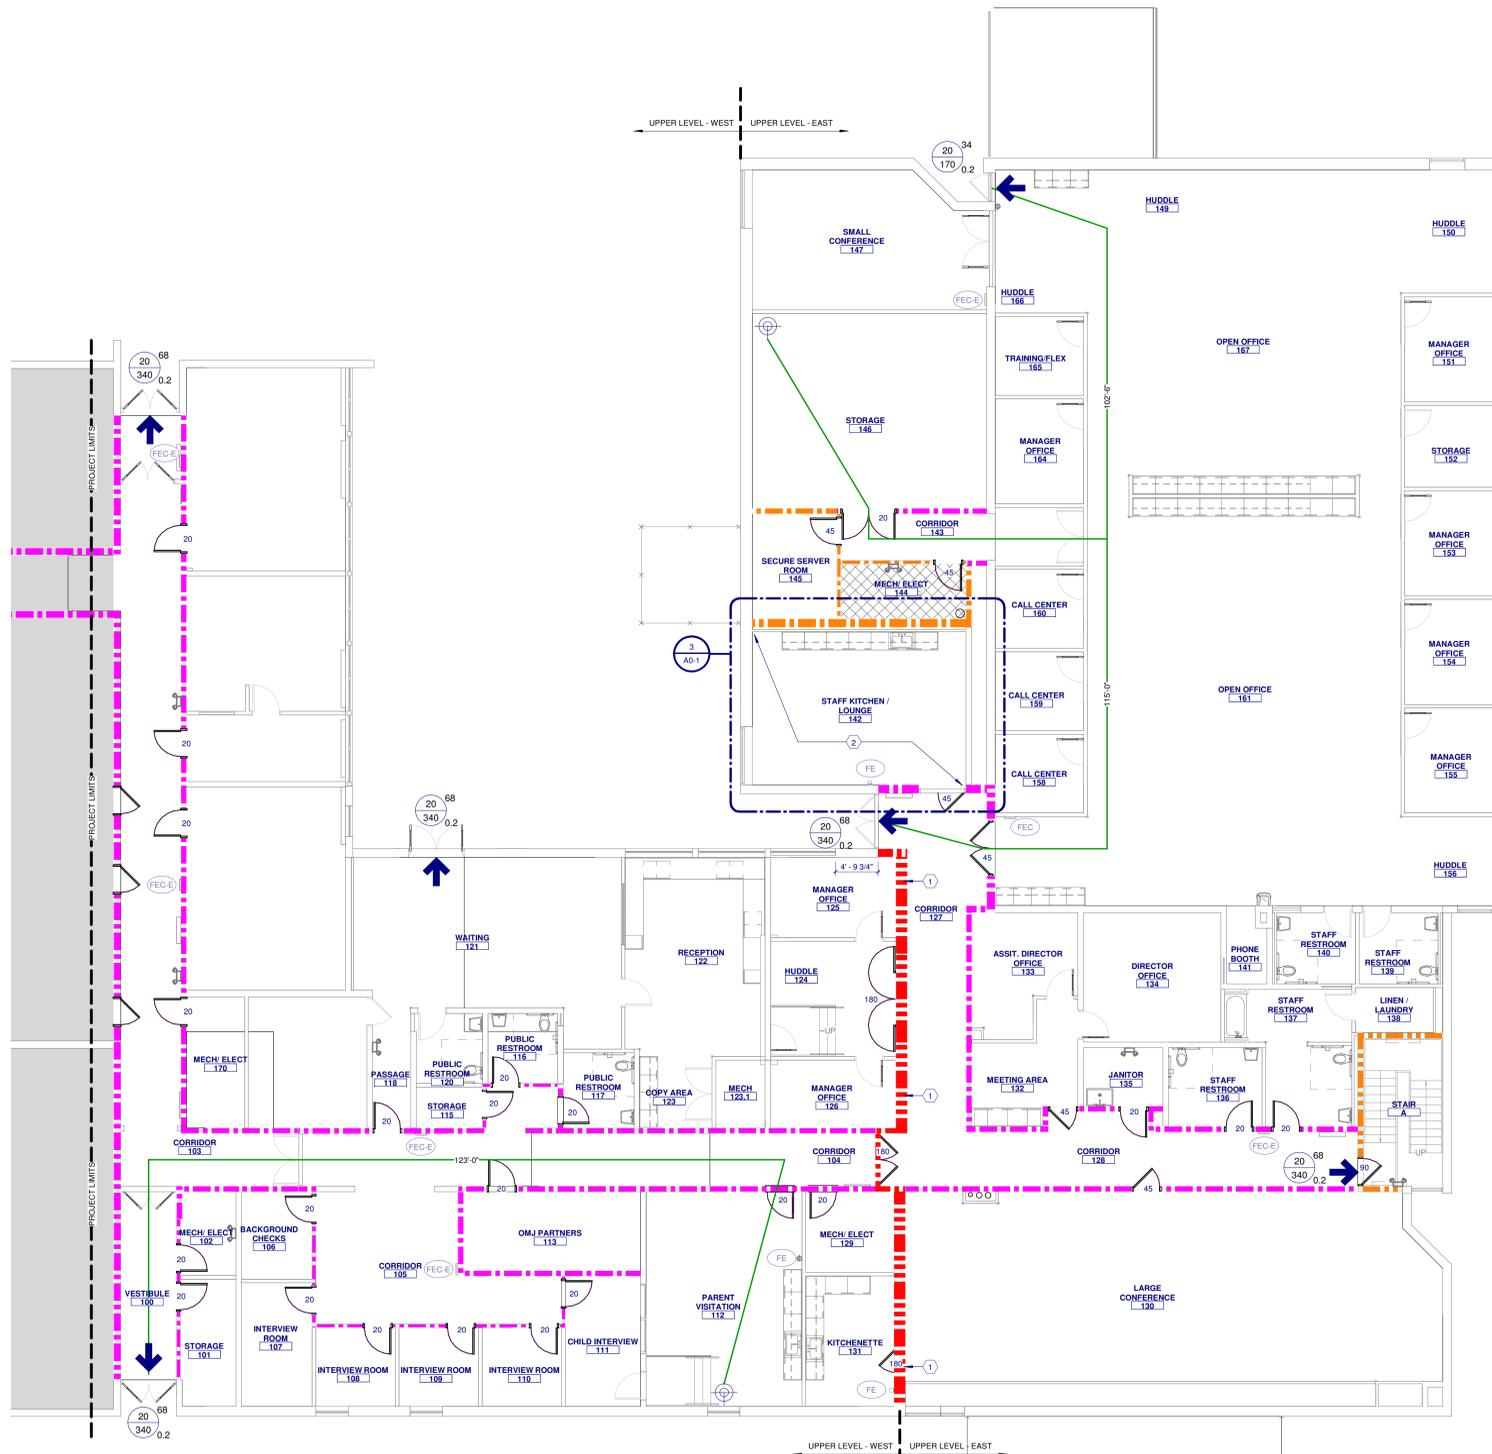 UPPER LEVEL - WEST
UPPER LEVEL - EAST
20
170
34
0.2
HUDDLE
149
HUDDLE
150
SMALL
CONFERENCE
147
FEC-E
HUDDLE
166
20
340
68
0.2
PROJECT LIMITS
FEC-E
20
TRAINING/FLEX
165
OPEN OFFICE
167
MANAGER
OFFICE
151
102'-6"
STORAGE
146
MANAGER
OFFICE
164
STORAGE
152
45
20
CORRIDOR
143
SECURE SERVER
ROOM
145
45
MECH/ ELECT
144
MANAGER
OFFICE
153
CALL CENTER
160
3
A0-1
MANAGER
OFFICE
154
STAFF KITCHEN /
LOUNGE
142
CALL CENTER
159
115'-0"
OPEN OFFICE
161
2
FE
CALL CENTER
158
MANAGER
OFFICE
155
45
20
20
PROJECT LIMITS
20
340
68
0.2
20
340
68
0.2
FEC
45
4' - 9 3/4"
HUDDLE
156
FEC-E
MANAGER
OFFICE
125
1
CORRIDOR
127
WAITING
121
RECEPTION
122
HUDDLE
124
180
UP
ASSIT. DIRECTOR
OFFICE
133
DIRECTOR
OFFICE
134
PHONE
BOOTH
141
STAFF
RESTROOM
140
STAFF
RESTROOM
139
STAFF
RESTROOM
137
LINEN /
LAUNDRY
138
20
MECH/ ELECT
170
PASSAGE
118
PUBLIC
RESTROOM
120
PUBLIC
RESTROOM
116
20
PUBLIC
RESTROOM
117
STORAGE
115
20
20
COPY AREA
123
MECH
123.1
MANAGER
OFFICE
126
1
MEETING AREA
132
JANITOR
135
STAFF
RESTROOM
136
STAIR
A
UP
20
45
20
20
20
FEC-E
FEC-E
CORRIDOR
103
CORRIDOR
104
180
CORRIDOR
128
20
340
68
0.2
90
123'-0"
PROJECT LIMITS
20
45
20
20
20
MECH/ ELECT
102
BACKGROUND
CHECKS
106
OMJ PARTNERS
113
MECH/ ELECT
129
20
CORRIDOR
105
FEC-E
FE
VESTIBULE
100
20
20
20
PARENT
VISITATION
112
LARGE
CONFERENCE
130
STORAGE
101
INTERVIEW
ROOM
107
20
20
20
CHILD INTERVIEW
111
KITCHENETTE
131
180
1
INTERVIEW ROOM
108
INTERVIEW ROOM
109
INTERVIEW ROOM
110
FE
20
340
68
0.2
UPPER LEVEL - WEST
UPPER LEVEL - EAST